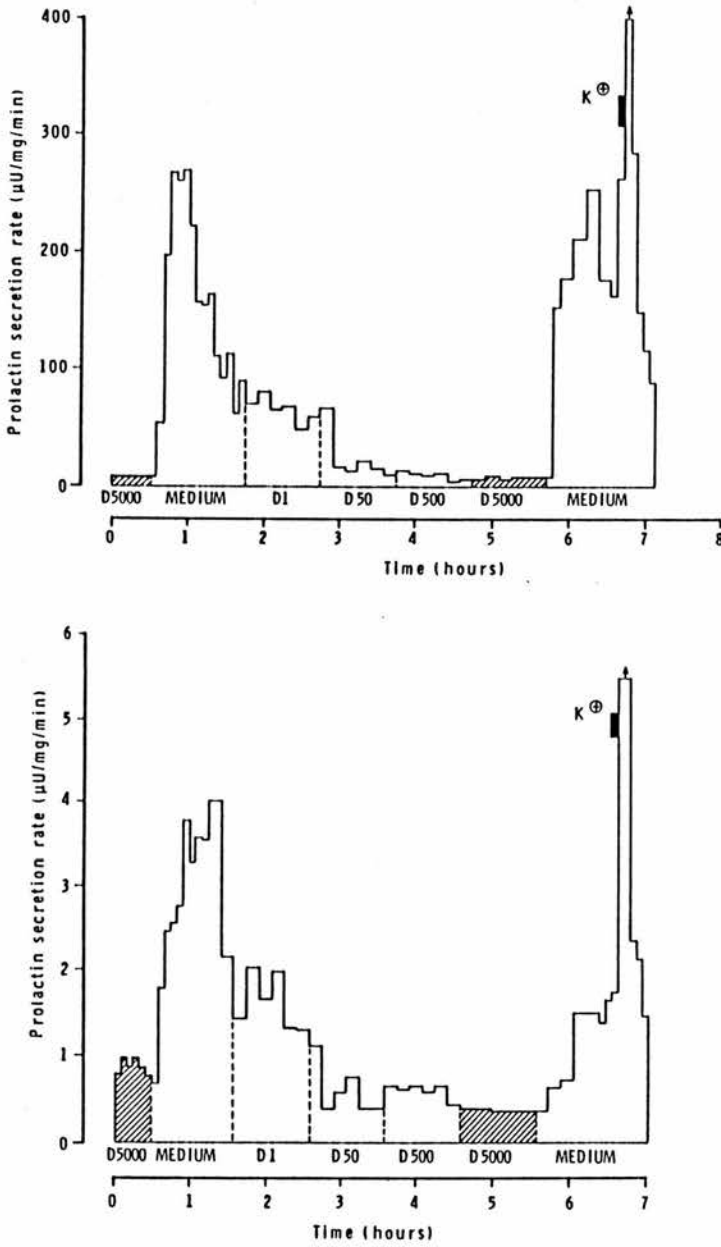 400
300
200
100
0
Prolactin secretion rate (μU/mg/min)
K⊕
D5000 MEDIUM D1 D50 D500 D5000 MEDIUM
0 1 2 3 4 5 6 7 8
Time (hours)
6
5
4
3
2
1
0
Prolactin secretion rate (μU/mg/min)
K⊕
D5000 MEDIUM D1 D50 D500 D5000 MEDIUM
0 1 2 3 4 5 6 7
Time (hours)